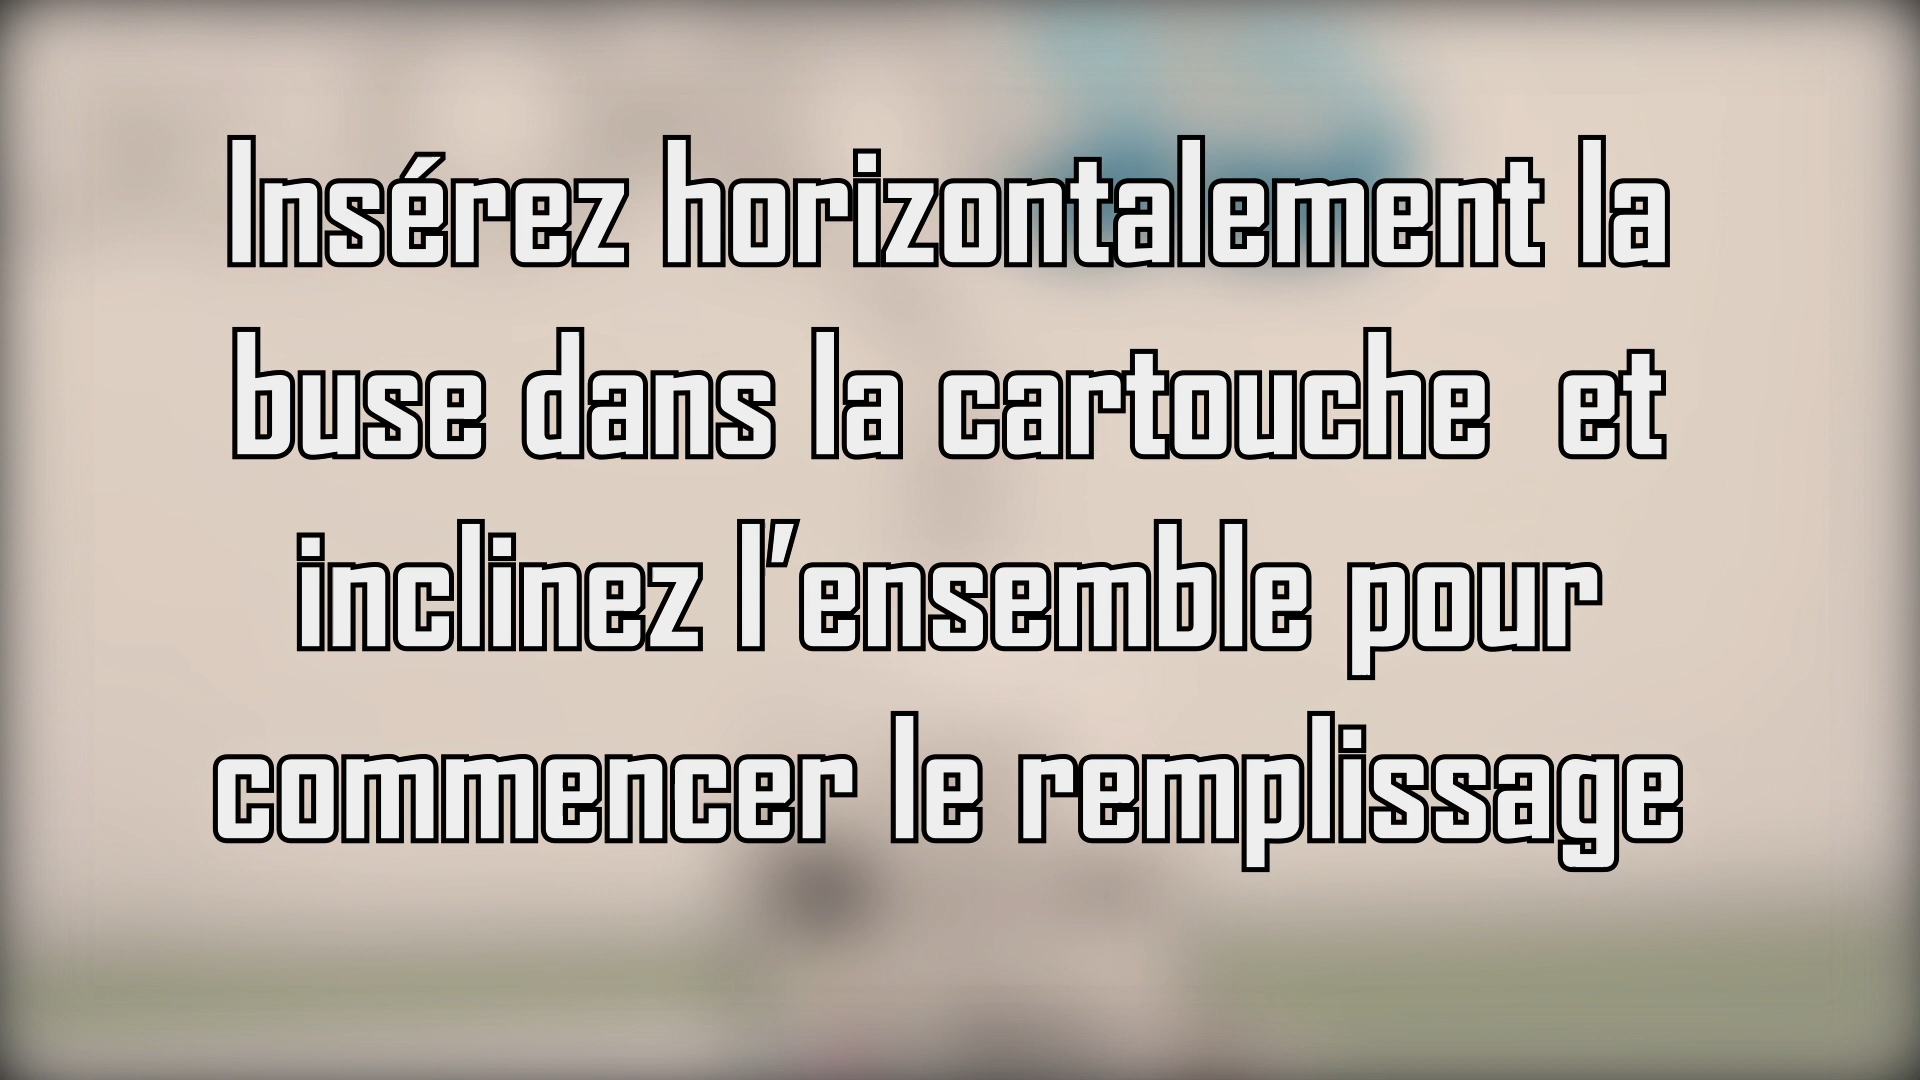 Insérez horizontalement la
buse dans la cartouche  et
inclinez l’ensemble pour
commencer le remplissage